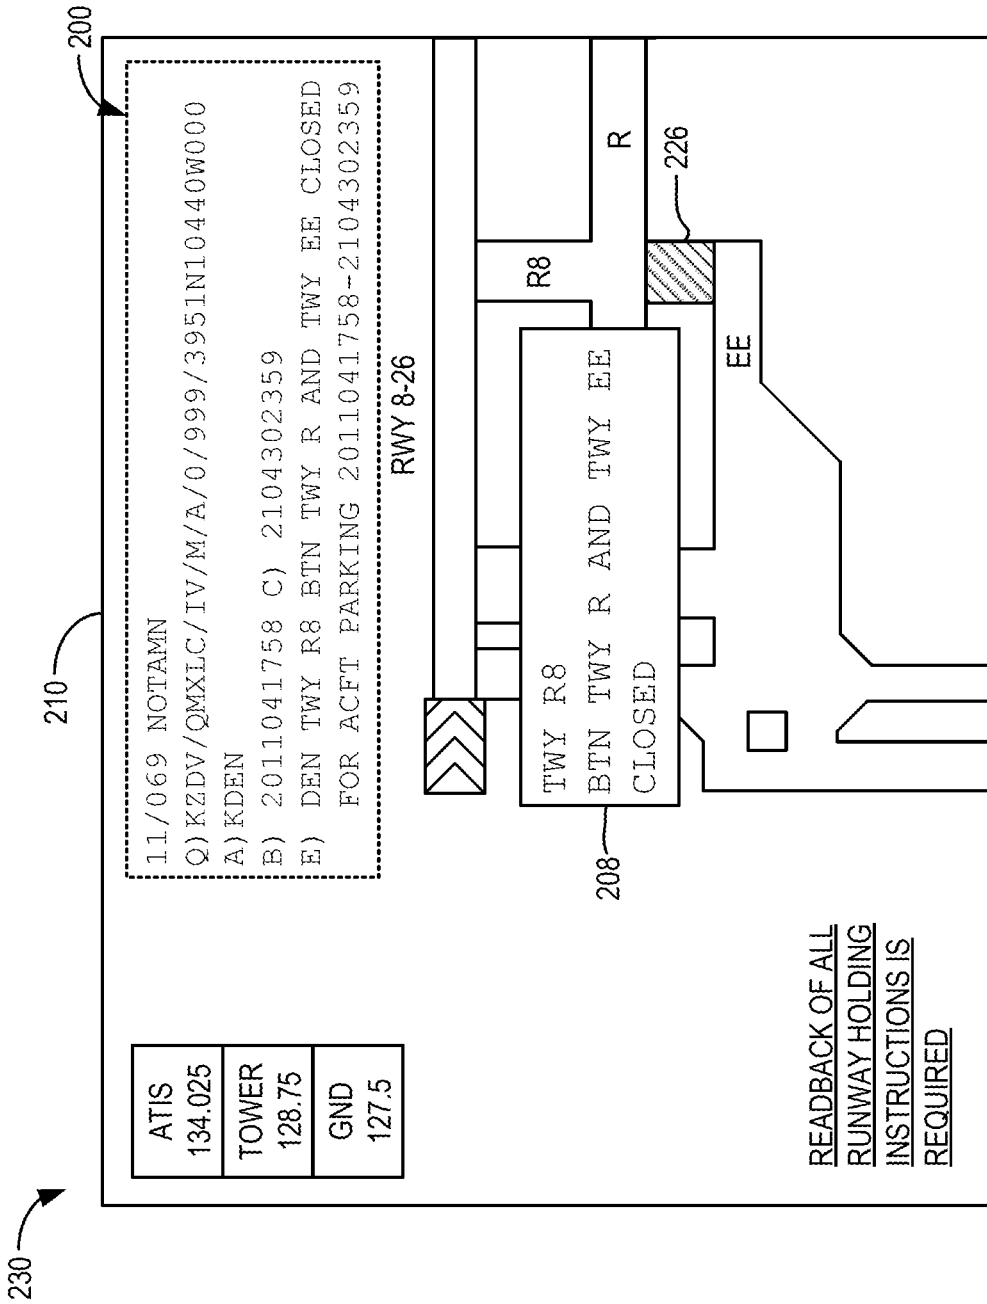 230
210
200
ATIS
134.025
TOWER
128.75
GND
127.5
11/069 NOTAMN
Q)KZDV/QMXLC/IV/M/A/0/999/3951N10440W000
A)KDEN
B) 2011041758 C) 2104302359
E) DEN TWY R8 BTN TWY R AND TWY EE CLOSED
FOR ACFT PARKING 2011041758-2104302359
RWY 8-26
R8
R
TWY R8
BTN TWY R AND TWY EE
CLOSED
208
226
EE
READBACK OF ALL
RUNWAY HOLDING
INSTRUCTIONS IS
REQUIRED